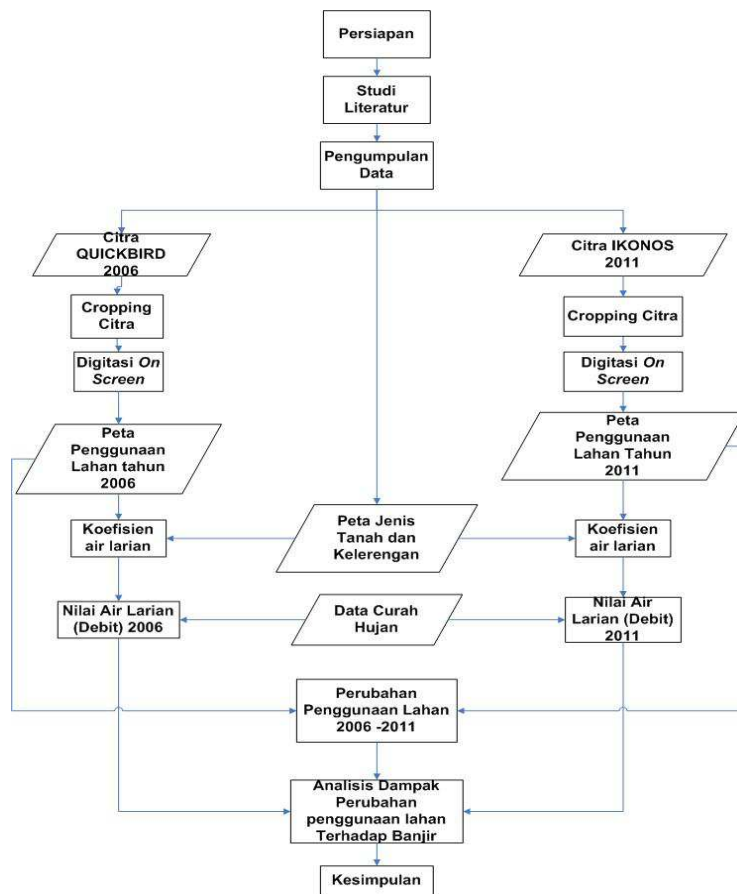 Persiapan
Studi
Literatur
Pengumpulan
Data
Citra
QUICKBIRD
2006
Citra IKONOS
2011
Cropping
Citra
Cropping Citra
Digitasi On
Screen
Digitasi On
Screen
Peta
Penggunaan
Lahan tahun
2006
Peta
Penggunaan
Lahan Tahun
2011
Koefisien
air larian
Peta Jenis
Tanah dan
Kelerengan
Koefisien
air larian
Nilai Air Larian
(Debit) 2006
Data Curah
Hujan
Nilai Air
Larian (Debit)
2011
Perubahan
Penggunaan Lahan
2006 -2011
Analisis Dampak
Perubahan
penggunaan lahan
Terhadap Banjir
Kesimpulan